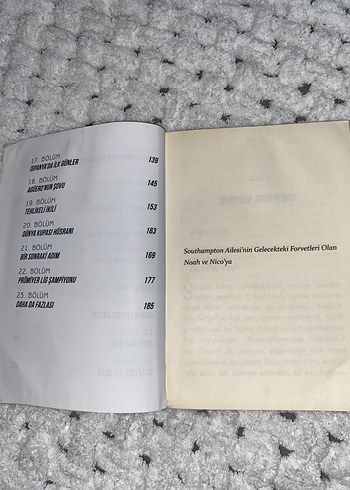 17. BÖLÜM
İSPANYA'DA İLK GÜNLER 139
18. BÖLÜM
AGÜERO'NUN ŞOVU 145
19. BÖLÜM
TEHLİKELİ İKİLİ 153
20. BÖLÜM
DÜNYA KUPASI HÜSRANI 163
21. BÖLÜM
BİR SONRAKİ ADIM 169
22. BÖLÜM
PRÖMİYER LİG ŞAMPİYONU 177
23. BÖLÜM
DAHA DA FAZLASI 185
Southampton Ailesi'nin Gelecekteki Forvetleri Olan
Noah ve Nico'ya